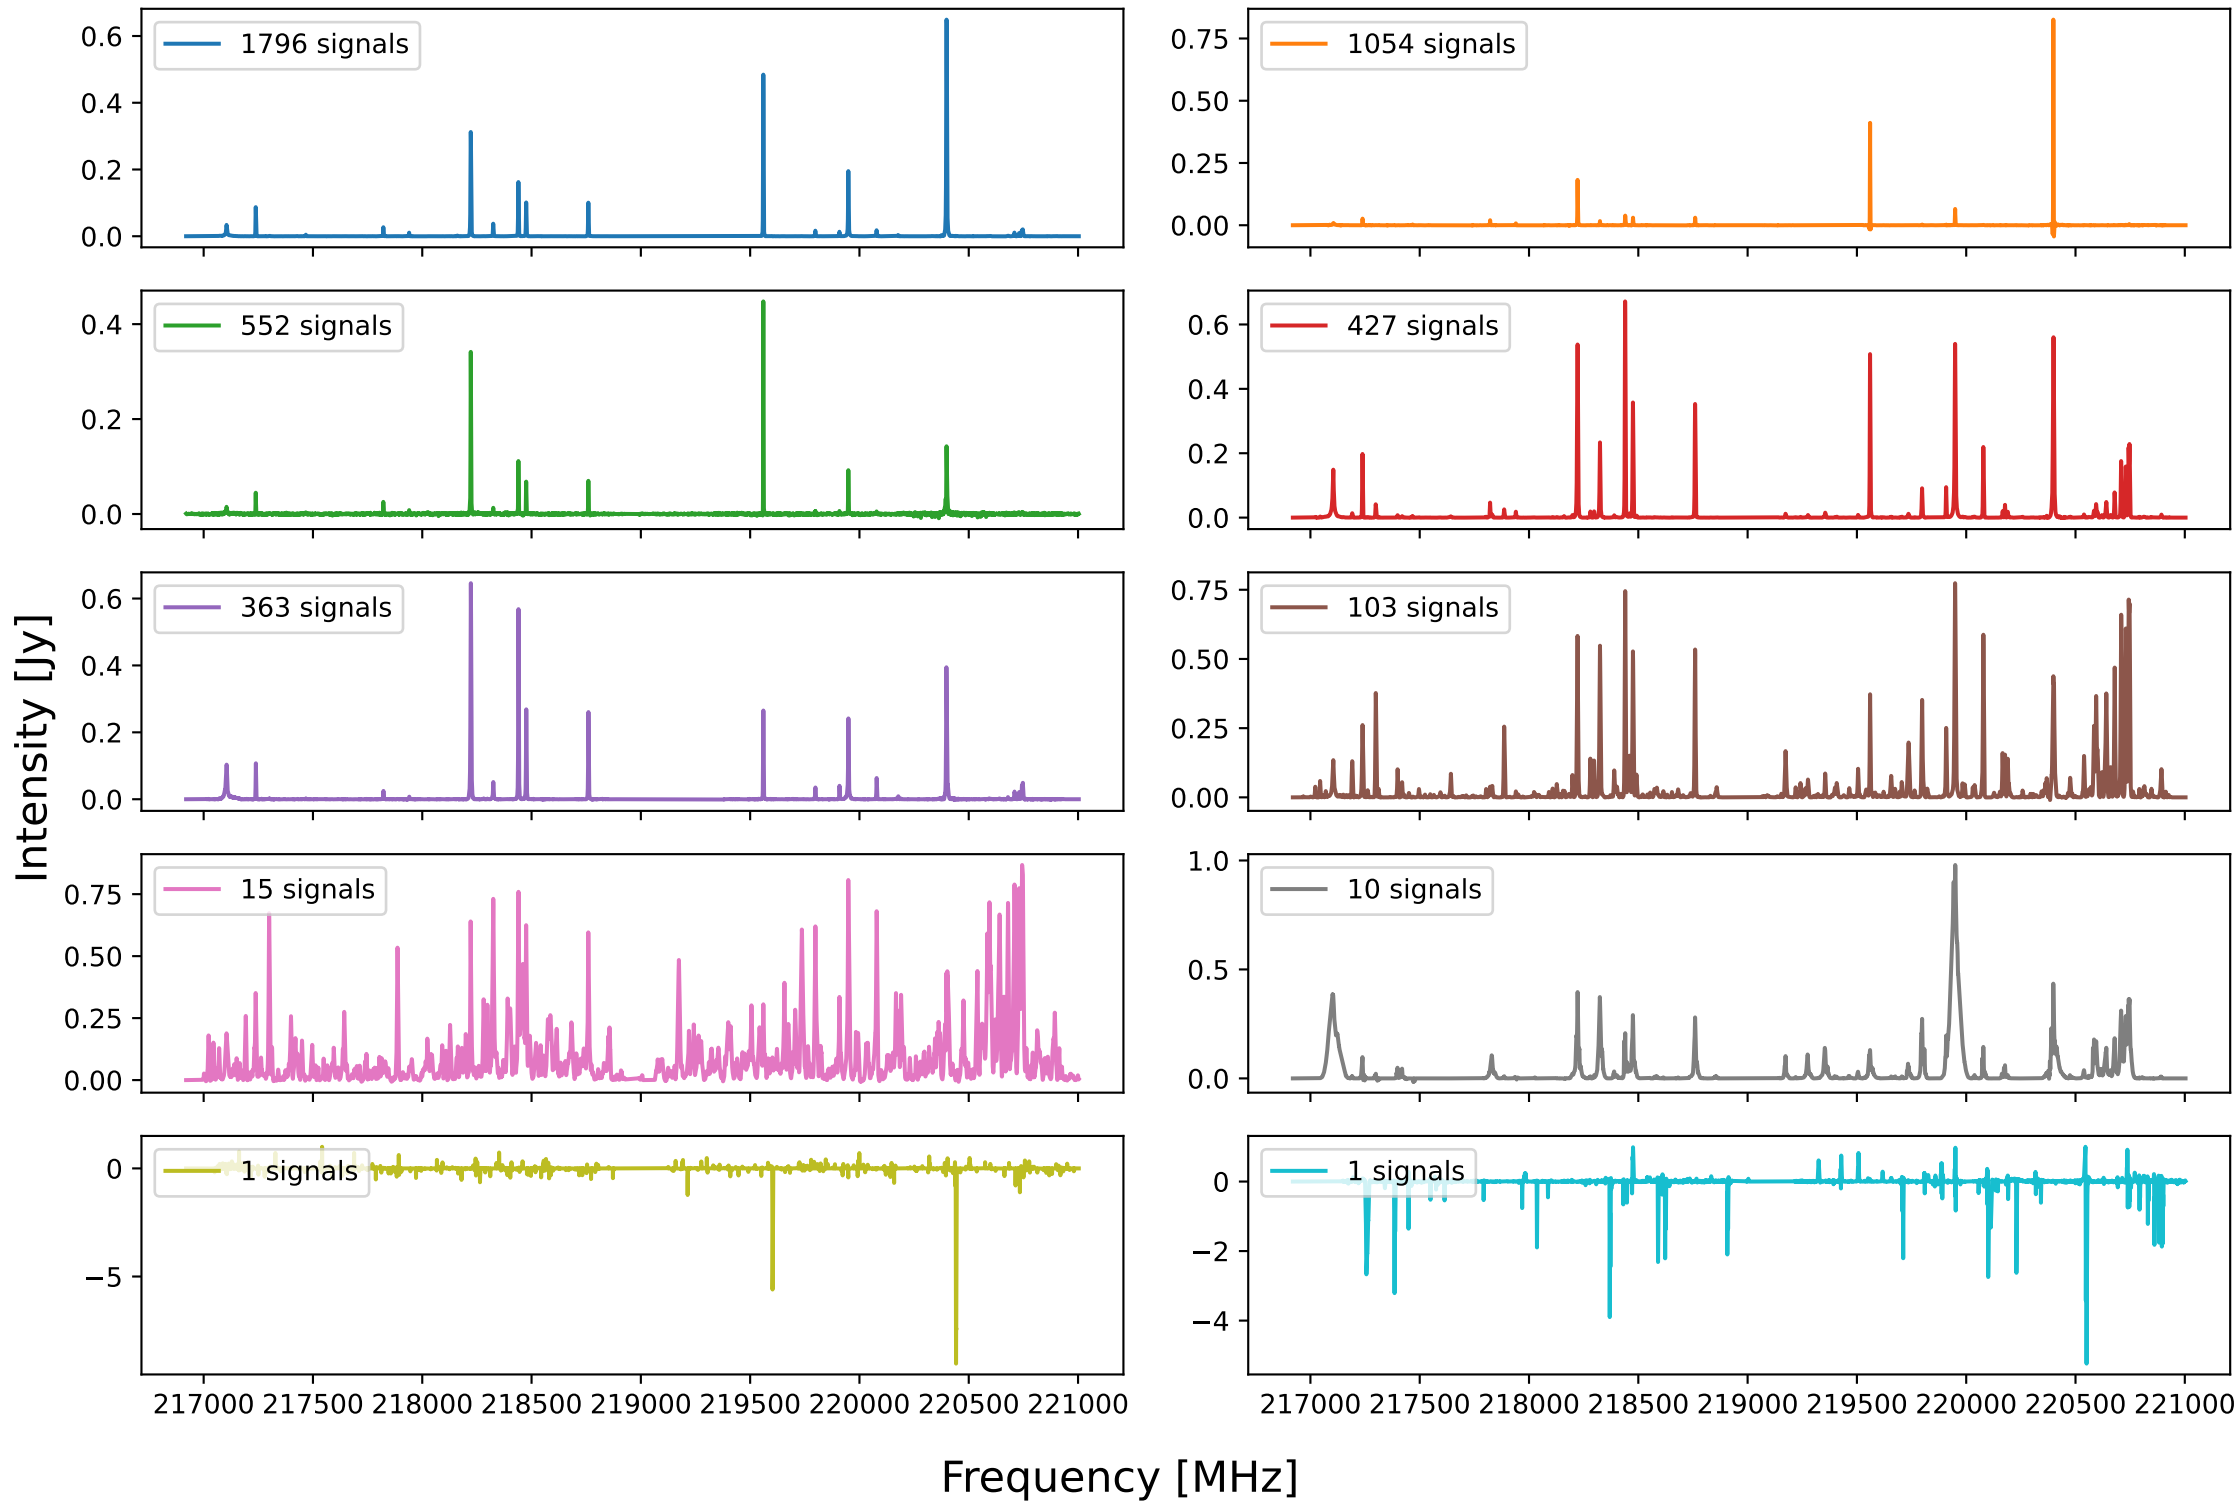 1796 signals
0.6
0.4
0.2
0.0
1054 signals
0.75
0.50
0.25
0.00
552 signals
0.4
0.2
0.0
427 signals
0.6
0.4
0.2
0.0
363 signals
0.6
0.4
0.2
0.0
103 signals
0.75
0.50
0.25
0.00
15 signals
0.75
0.50
0.25
0.00
10 signals
1.0
0.5
0.0
1 signals
0
−5
217000 217500 218000 218500 219000 219500 220000 220500 221000
1 signals
0
−2
−4
217000 217500 218000 218500 219000 219500 220000 220500 221000
Intensity [Jy]
Frequency [MHz]